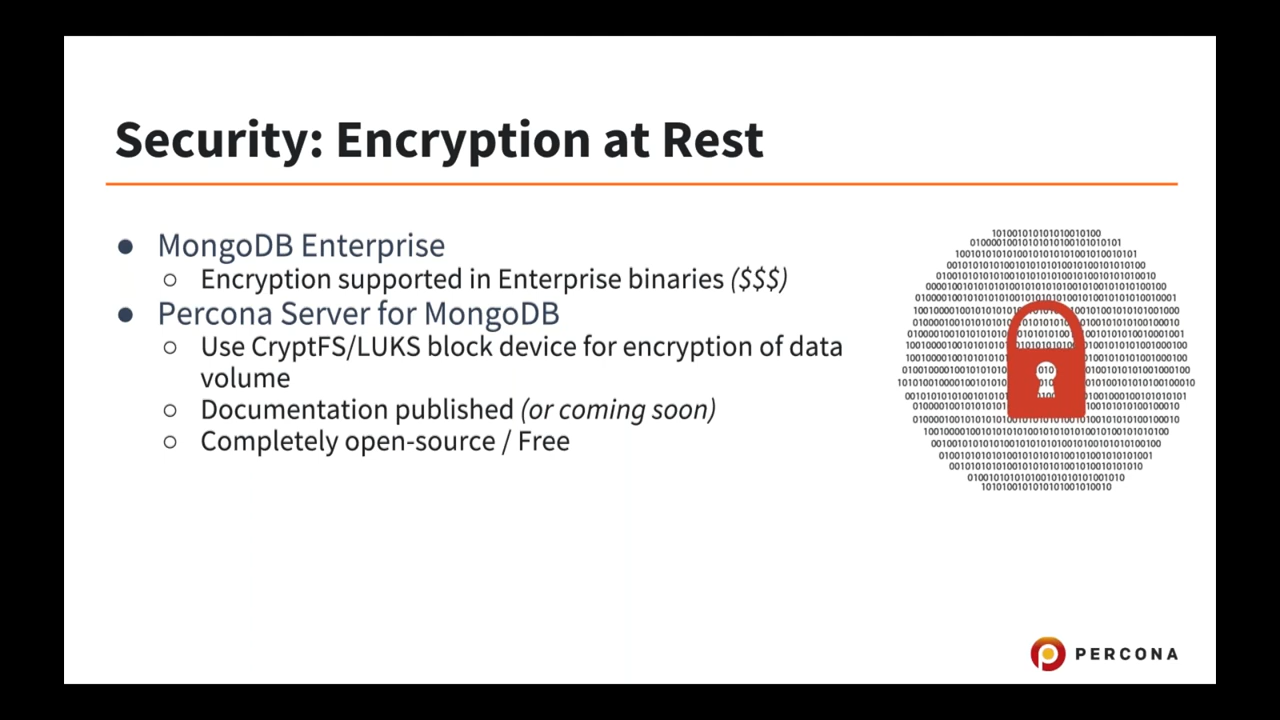 Security: Encryption at Rest
● MongoDB Enterprise
○ Encryption supported in Enterprise binaries ($$$)
● Percona Server for MongoDB
○ Use CryptFS/LUKS block device for encryption of data
volume
○ Documentation published (or coming soon)
○ Completely open-source / Free
PERCONA